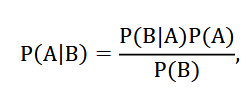 P(A|B) = P(B|A)P(A) / P(B),